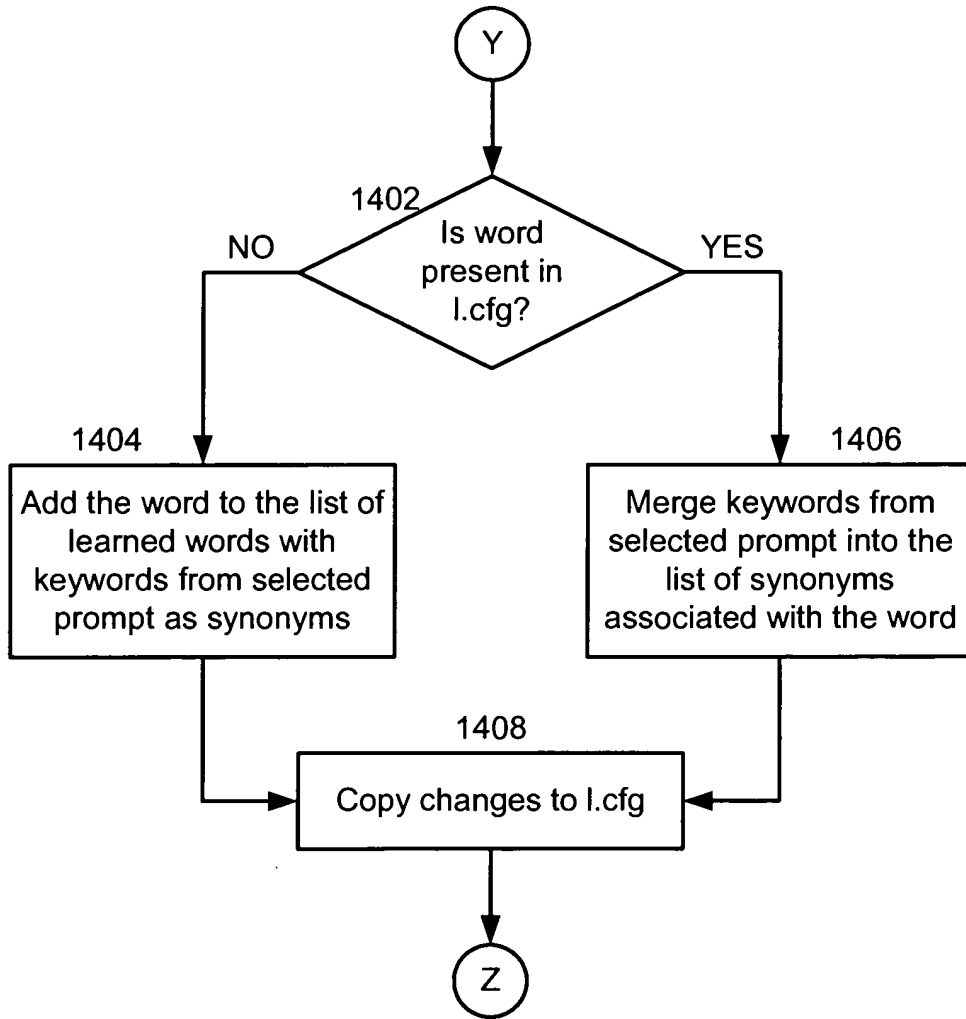 Y
1402
Is word
present in
l.cfg?
NO
YES
1404
Add the word to the list of
learned words with
keywords from selected
prompt as synonyms
1406
Merge keywords from
selected prompt into the
list of synonyms
associated with the word
1408
Copy changes to l.cfg
Z